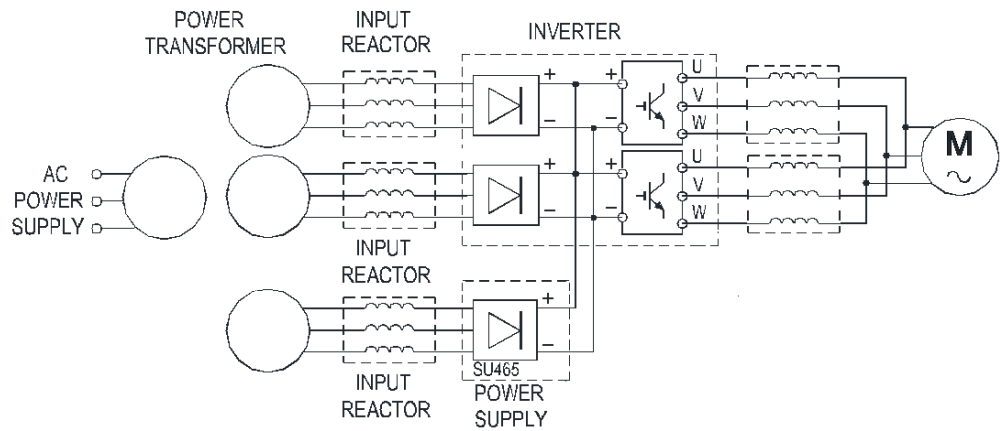 POWER
TRANSFORMER
INPUT
REACTOR
INVERTER
+
−
+
−
U
V
W
AC
POWER
SUPPLY
+
−
+
−
U
V
W
M
~
INPUT
REACTOR
+
−
SU465
INPUT
REACTOR
POWER
SUPPLY